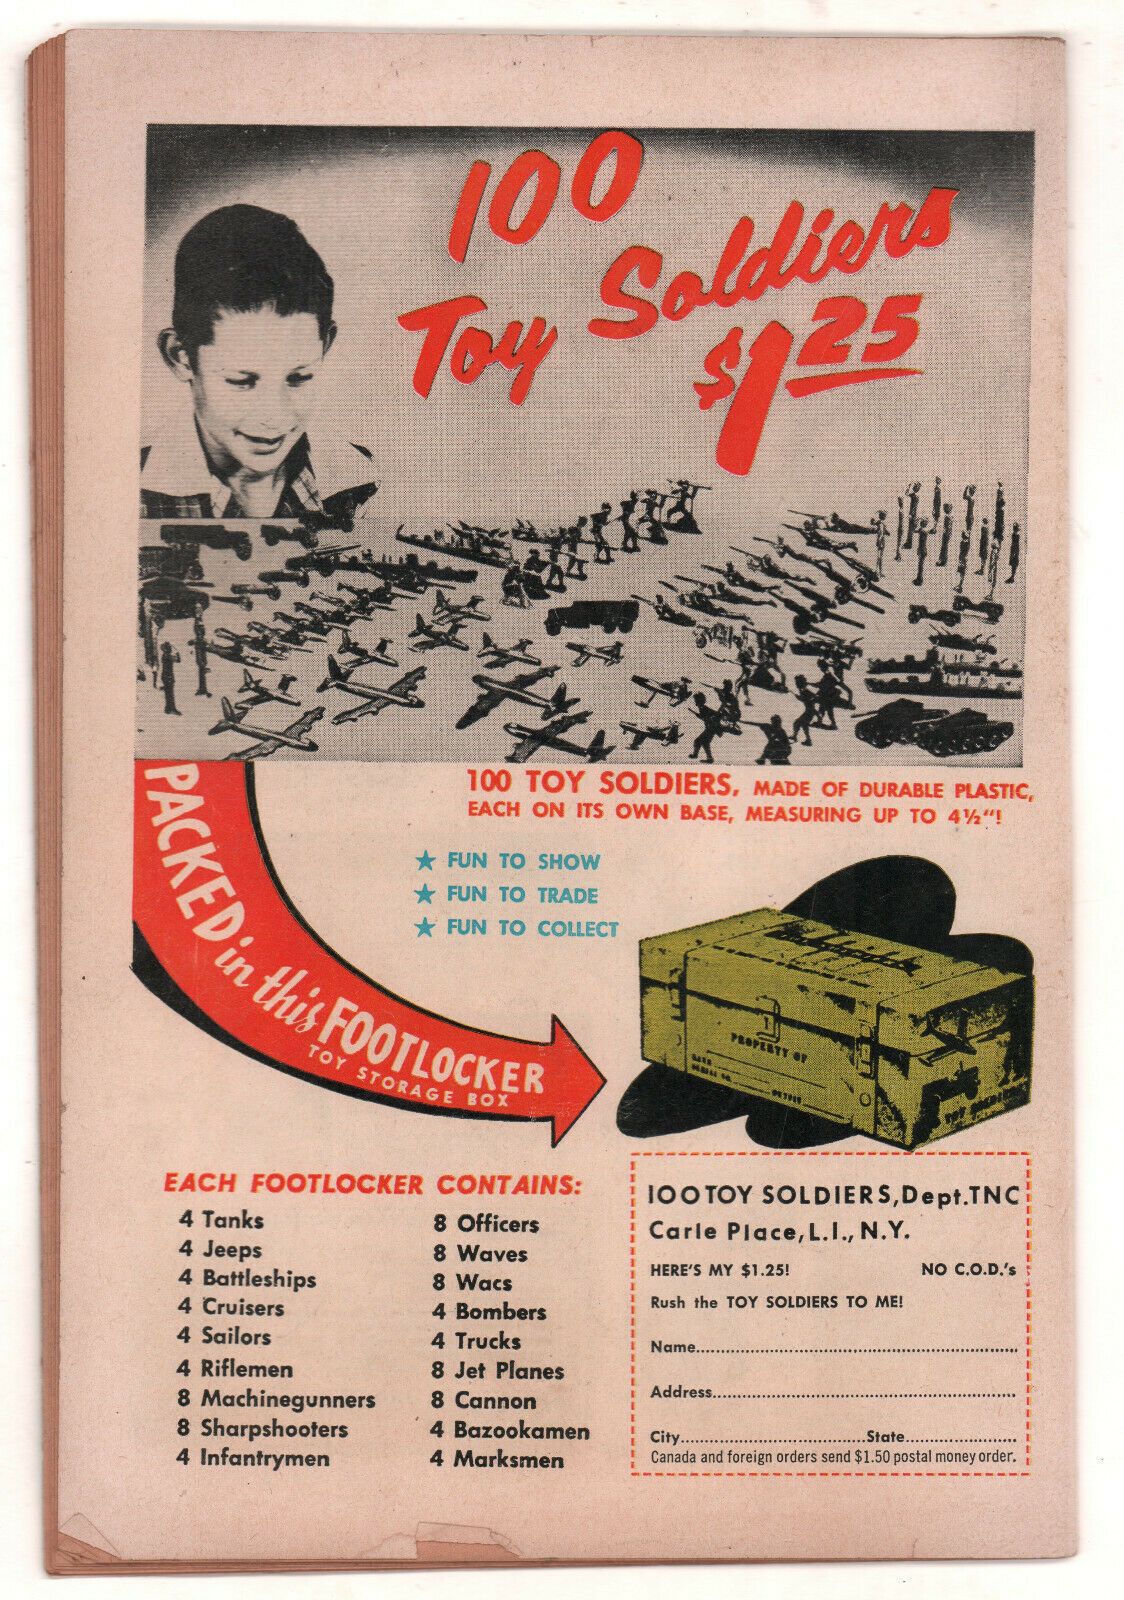 100
Toy Soldiers
$1.25
100 TOY SOLDIERS, MADE OF DURABLE PLASTIC,
EACH ON ITS OWN BASE, MEASURING UP TO 4½"!
★ FUN TO SHOW
★ FUN TO TRADE
★ FUN TO COLLECT
PACKED in this FOOTLOCKER
TOY STORAGE BOX
PROPERTY OF
TOY SOLDIERS
EACH FOOTLOCKER CONTAINS:
4 Tanks
4 Jeeps
4 Battleships
4 Cruisers
4 Sailors
4 Riflemen
8 Machinegunners
8 Sharpshooters
4 Infantrymen
8 Officers
8 Waves
8 Wacs
4 Bombers
4 Trucks
8 Jet Planes
8 Cannon
4 Bazookamen
4 Marksmen
100 TOY SOLDIERS, Dept. TNC
Carle Place, L.I., N.Y.
HERE'S MY $1.25! NO C.O.D.'s
Rush the TOY SOLDIERS TO ME!
Name
Address
City State
Canada and foreign orders send $1.50 postal money order.